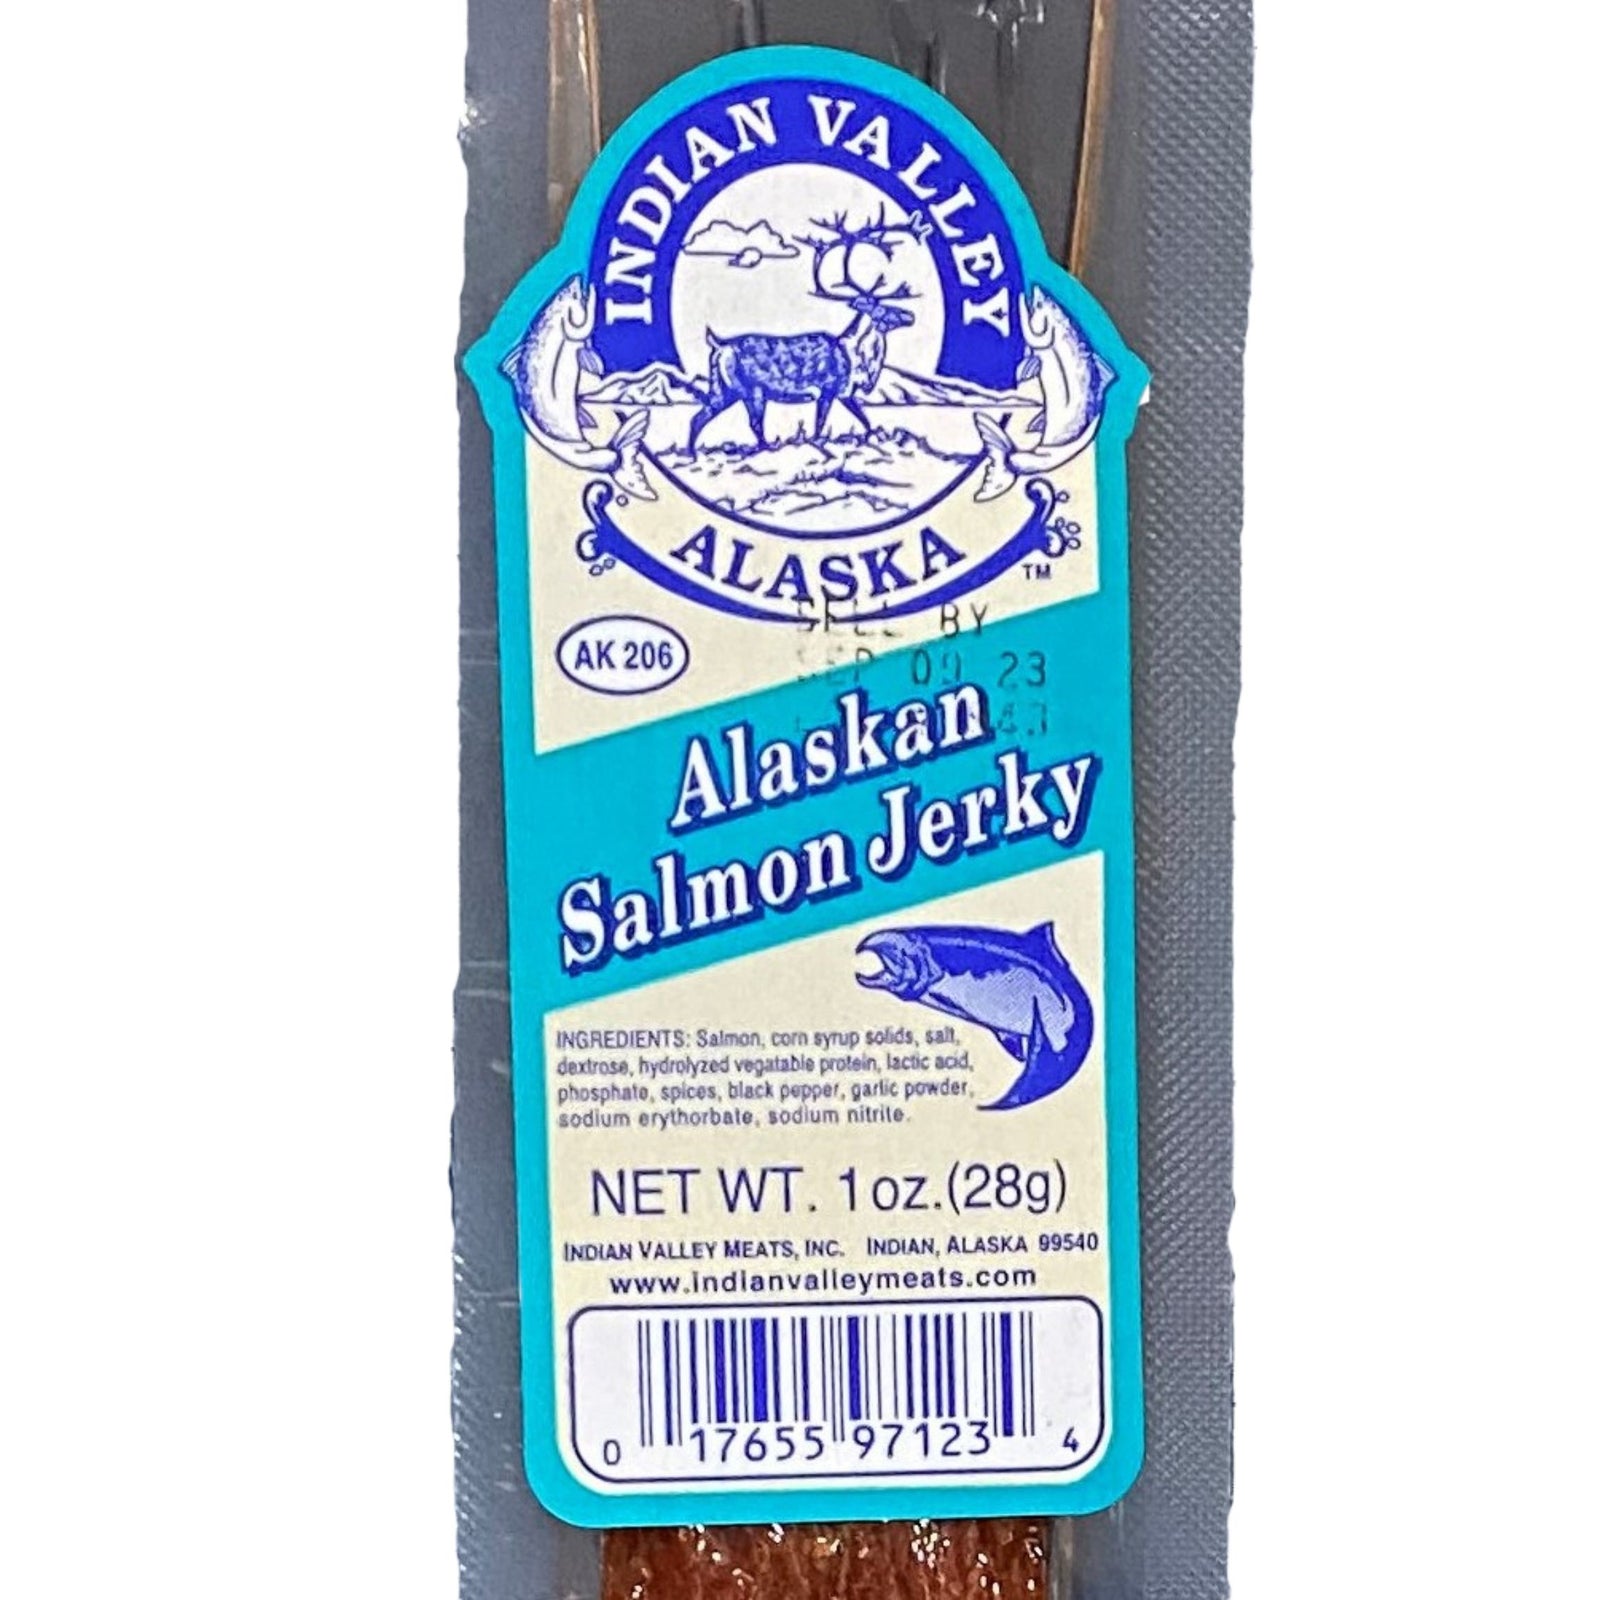 INDIAN VALLEY
ALASKA
TM
SELL BY
SEP 09 23
AK 206
Alaskan
Salmon Jerky
INGREDIENTS: Salmon, corn syrup solids, salt,
dextrose, hydrolyzed vegatable protein, lactic acid,
phosphate, spices, black pepper, garlic powder,
sodium erythorbate, sodium nitrite.
NET WT. 1 oz.(28g)
INDIAN VALLEY MEATS, INC. INDIAN, ALASKA 99540
www.indianvalleymeats.com
0 17655 97123 4